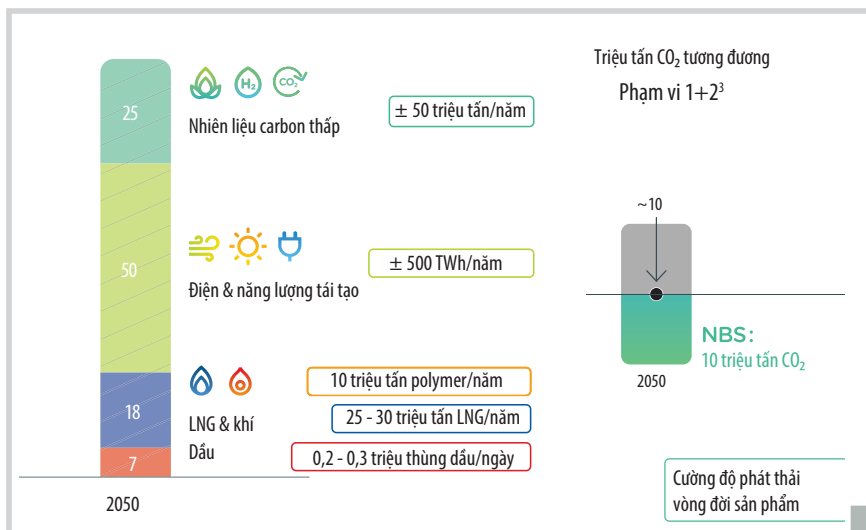 25
H₂
CO₂
Nhiên liệu carbon thấp
± 50 triệu tấn/năm
50
Điện & năng lượng tái tạo
± 500 TWh/năm
18
LNG & khí
Dầu
10 triệu tấn polymer/năm
25 - 30 triệu tấn LNG/năm
0,2 - 0,3 triệu thùng dầu/ngày
7
2050
Triệu tấn CO₂ tương đương
Phạm vi 1+2³
~10
NBS:
10 triệu tấn CO₂
2050
Cường độ phát thải
vòng đời sản phẩm